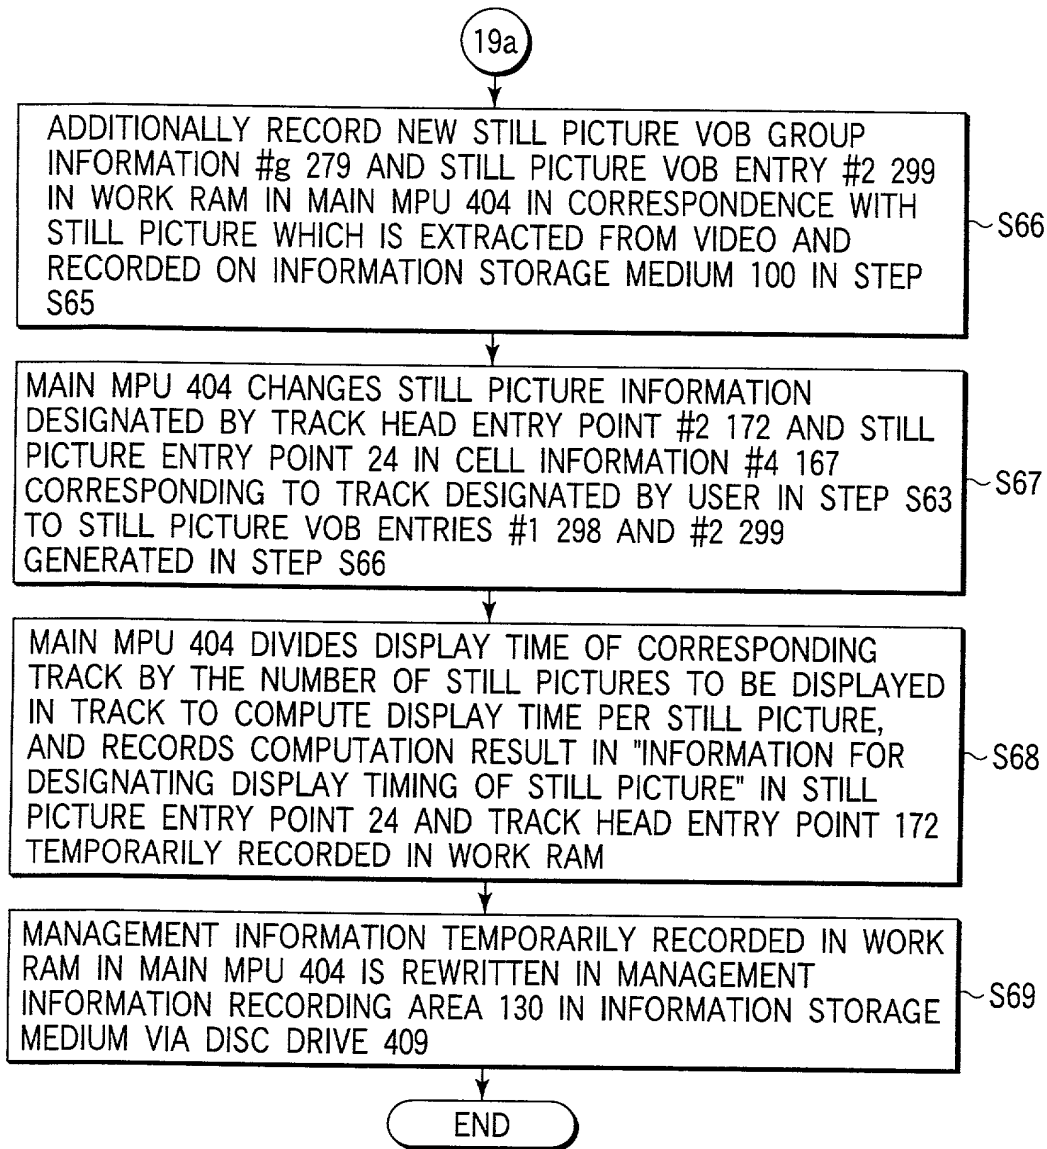 19a
ADDITIONALLY RECORD NEW STILL PICTURE VOB GROUP
INFORMATION #g 279 AND STILL PICTURE VOB ENTRY #2 299
IN WORK RAM IN MAIN MPU 404 IN CORRESPONDENCE WITH
STILL PICTURE WHICH IS EXTRACTED FROM VIDEO AND
RECORDED ON INFORMATION STORAGE MEDIUM 100 IN STEP
S65
S66
MAIN MPU 404 CHANGES STILL PICTURE INFORMATION
DESIGNATED BY TRACK HEAD ENTRY POINT #2 172 AND STILL
PICTURE ENTRY POINT 24 IN CELL INFORMATION #4 167
CORRESPONDING TO TRACK DESIGNATED BY USER IN STEP S63
TO STILL PICTURE VOB ENTRIES #1 298 AND #2 299
GENERATED IN STEP S66
S67
MAIN MPU 404 DIVIDES DISPLAY TIME OF CORRESPONDING
TRACK BY THE NUMBER OF STILL PICTURES TO BE DISPLAYED
IN TRACK TO COMPUTE DISPLAY TIME PER STILL PICTURE,
AND RECORDS COMPUTATION RESULT IN "INFORMATION FOR
DESIGNATING DISPLAY TIMING OF STILL PICTURE" IN STILL
PICTURE ENTRY POINT 24 AND TRACK HEAD ENTRY POINT 172
TEMPORARILY RECORDED IN WORK RAM
S68
MANAGEMENT INFORMATION TEMPORARILY RECORDED IN WORK
RAM IN MAIN MPU 404 IS REWRITTEN IN MANAGEMENT
INFORMATION RECORDING AREA 130 IN INFORMATION STORAGE
MEDIUM VIA DISC DRIVE 409
S69
END